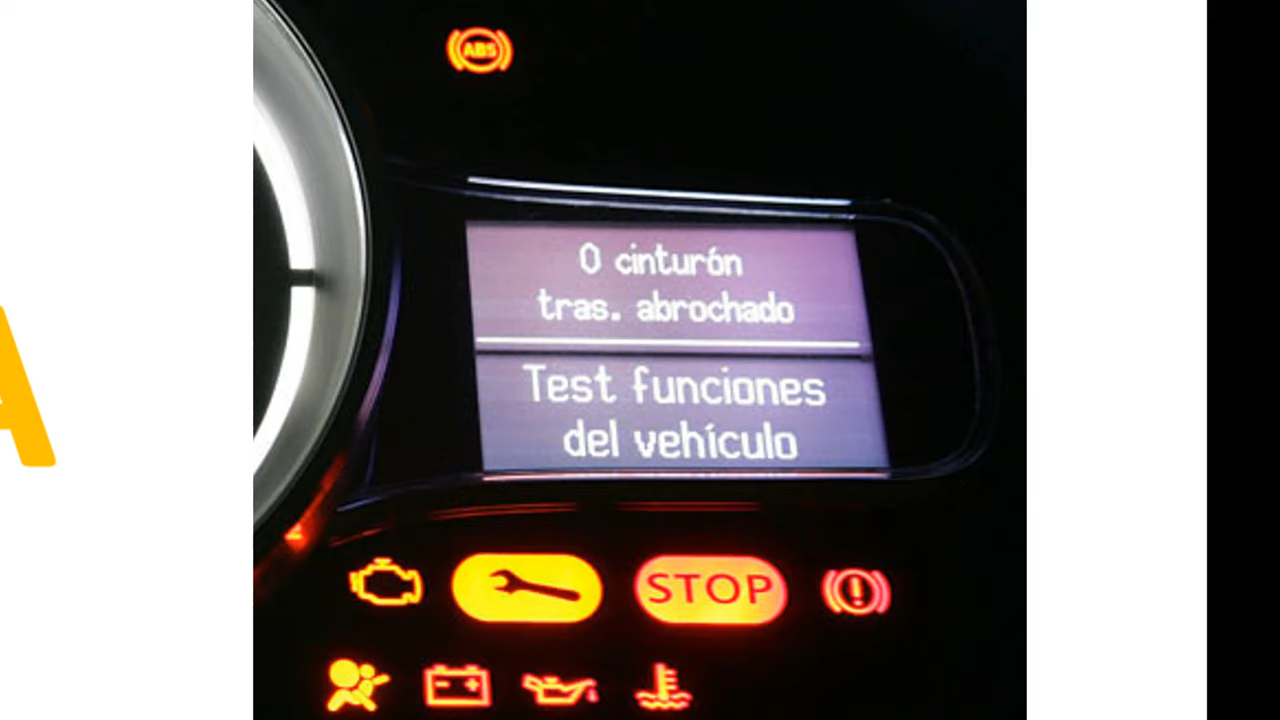 ABS
0 cinturón
tras. abrochado
Test funciones
del vehículo
STOP
A